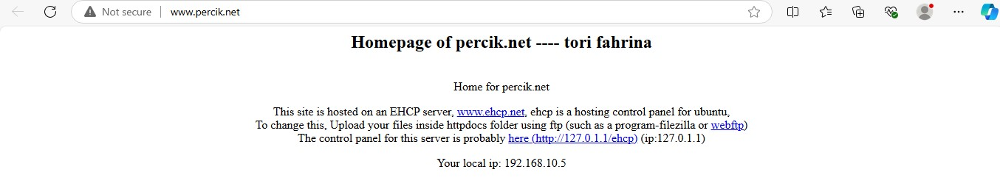 Not secure www.percik.net
Homepage of percik.net ---- tori fahrina
Home for percik.net
This site is hosted on an EHCP server, www.ehcp.net, ehcp is a hosting control panel for ubuntu,
To change this, Upload your files inside httpdocs folder using ftp (such as a program-filezilla or webftp)
The control panel for this server is probably here (http://127.0.1.1/ehcp) (ip:127.0.1.1)
Your local ip: 192.168.10.5